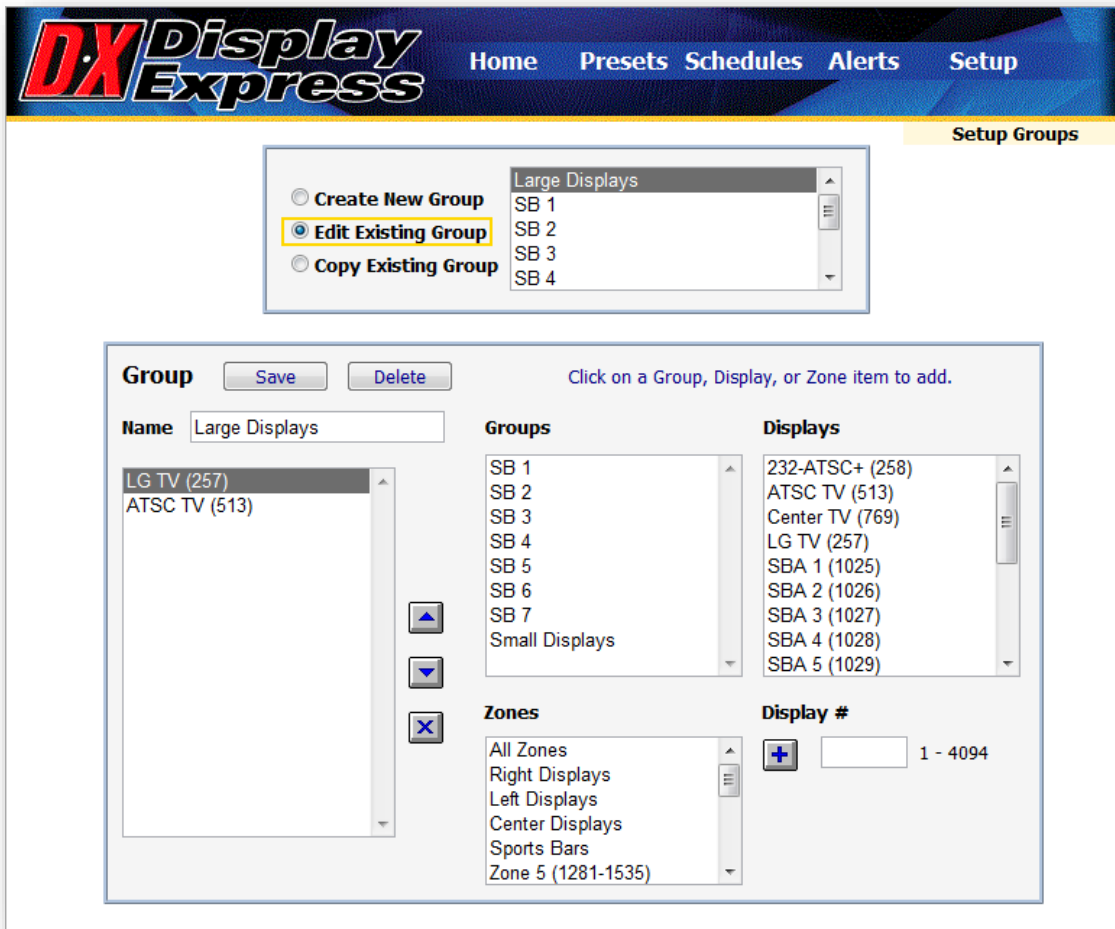 D·X Display Express
Home Presets Schedules Alerts Setup
Setup Groups
Create New Group
Edit Existing Group
Copy Existing Group
Large Displays
SB 1
SB 2
SB 3
SB 4
Group Save Delete Click on a Group, Display, or Zone item to add.
Name Large Displays
LG TV (257)
ATSC TV (513)
Groups
SB 1
SB 2
SB 3
SB 4
SB 5
SB 6
SB 7
Small Displays
Displays
232-ATSC+ (258)
ATSC TV (513)
Center TV (769)
LG TV (257)
SBA 1 (1025)
SBA 2 (1026)
SBA 3 (1027)
SBA 4 (1028)
SBA 5 (1029)
Zones
All Zones
Right Displays
Left Displays
Center Displays
Sports Bars
Zone 5 (1281-1535)
Display #
1 - 4094